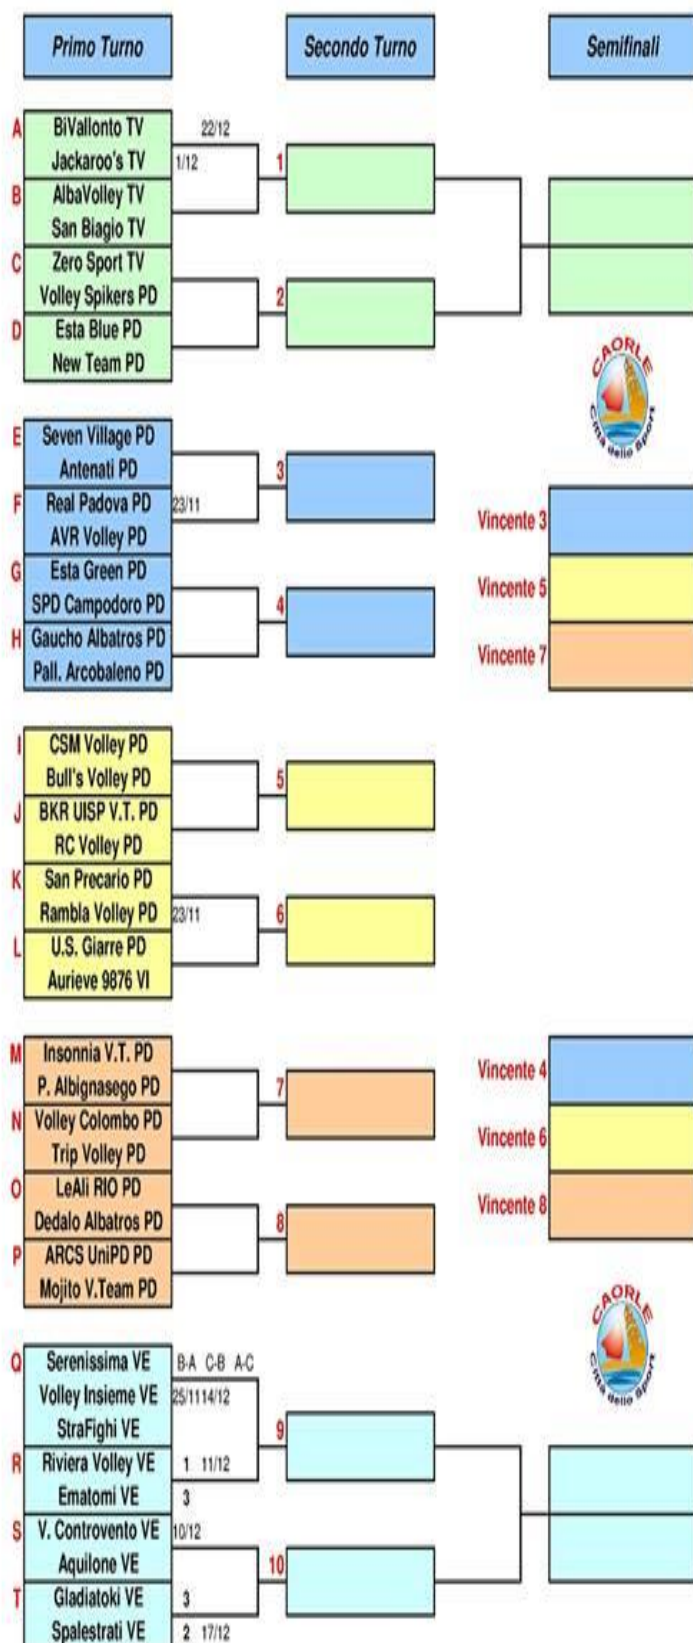 Primo Turno Secondo Turno Semifinali
A BiVallonto TV 22/12
Jackaroo's TV 1/12 1
B AlbaVolley TV
San Biagio TV
C Zero Sport TV
Volley Spikers PD 2
D Esta Blue PD
New Team PD
CAORLE
Città dello Sport
E Seven Village PD
Antenati PD 3
F Real Padova PD 23/11
Vincente 3
AVR Volley PD
G Esta Green PD
Vincente 5
SPD Campodoro PD 4
H Gaucho Albatros PD
Vincente 7
Pall. Arcobaleno PD
I CSM Volley PD
Bull's Volley PD 5
J BKR UISP V.T. PD
RC Volley PD
K San Precario PD
Rambla Volley PD 23/11 6
L U.S. Giarre PD
Aurieve 9876 VI
M Insonnia V.T. PD
Vincente 4
P. Albignasego PD 7
N Volley Colombo PD
Vincente 6
Trip Volley PD
O LeAli RIO PD
Vincente 8
Dedalo Albatros PD 8
P ARCS UniPD PD
Mojito V.Team PD
CAORLE
Città dello Sport
Q Serenissima VE B-A C-B A-C
Volley Insieme VE 25/11 14/12
StraFighi VE 9
R Riviera Volley VE 1 11/12
Ematomi VE 3
S V. Controvento VE 10/12
Aquilone VE 10
T Gladiatoki VE 3
Spalestrati VE 2 17/12